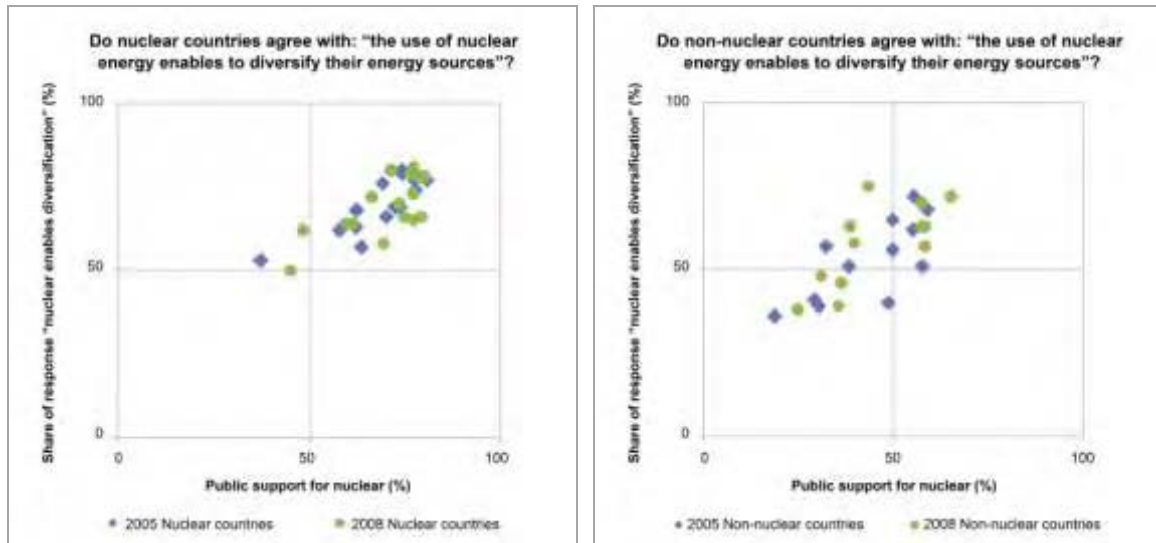 Do nuclear countries agree with: “the use of nuclear
energy enables to diversify their energy sources”?
Share of response “nuclear enables diversification” (%)
100
50
0
0
50
100
Public support for nuclear (%)
2005 Nuclear countries
2008 Nuclear countries
Do non-nuclear countries agree with: “the use of nuclear
energy enables to diversify their energy sources”?
Share of response “nuclear enables diversification” (%)
100
50
0
0
50
100
Public support for nuclear (%)
2005 Non-nuclear countries
2008 Non-nuclear countries